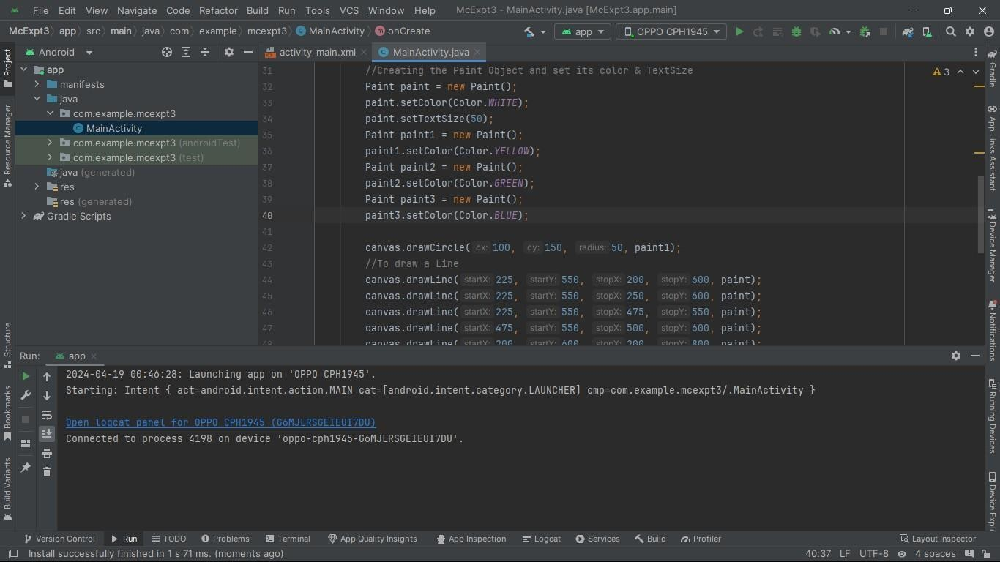 File Edit View Navigate Code Refactor Build Run Tools VCS Window Help McExpt3 - MainActivity.java [McExpt3.app.main]
McExpt3 app src main java com example mcexpt3 MainActivity onCreate app OPPO CPH1945
Project
Resource Manager
Structure
Bookmarks
Build Variants
Android
app
manifests
java
com.example.mcexpt3
MainActivity
com.example.mcexpt3 (androidTest)
com.example.mcexpt3 (test)
java (generated)
res
res (generated)
Gradle Scripts
activity_main.xml MainActivity.java
3
31 //Creating the Paint Object and set its color & TextSize
32 Paint paint = new Paint();
33 paint.setColor(Color.WHITE);
34 paint.setTextSize(50);
35 Paint paint1 = new Paint();
36 paint1.setColor(Color.YELLOW);
37 Paint paint2 = new Paint();
38 paint2.setColor(Color.GREEN);
39 Paint paint3 = new Paint();
40 paint3.setColor(Color.BLUE);
41
42 canvas.drawCircle( cx: 100, cy: 150, radius: 50, paint1);
43 //To draw a Line
44 canvas.drawLine( startX: 225, startY: 550, stopX: 200, stopY: 600, paint);
45 canvas.drawLine( startX: 225, startY: 550, stopX: 250, stopY: 600, paint);
46 canvas.drawLine( startX: 225, startY: 550, stopX: 475, stopY: 550, paint);
47 canvas.drawLine( startX: 475, startY: 550, stopX: 500, stopY: 600, paint);
48 canvas.drawLine( startX: 200, startY: 600, stopX: 200, stopY: 800, paint);
Gradle
App Links Assistant
Device Manager
Notifications
Running Devices
Device Expl
Run: app
2024-04-19 00:46:28: Launching app on 'OPPO CPH1945'.
Starting: Intent { act=android.intent.action.MAIN cat=[android.intent.category.LAUNCHER] cmp=com.example.mcexpt3/.MainActivity }
Open logcat panel for OPPO CPH1945 (G6MJLRSGEIEUI7DU)
Connected to process 4198 on device 'oppo-cph1945-G6MJLRSGEIEUI7DU'.
Version Control Run TODO Problems Terminal App Quality Insights App Inspection Logcat Services Build Profiler Layout Inspector
Install successfully finished in 1 s 71 ms. (moments ago) 40:37 LF UTF-8 4 spaces